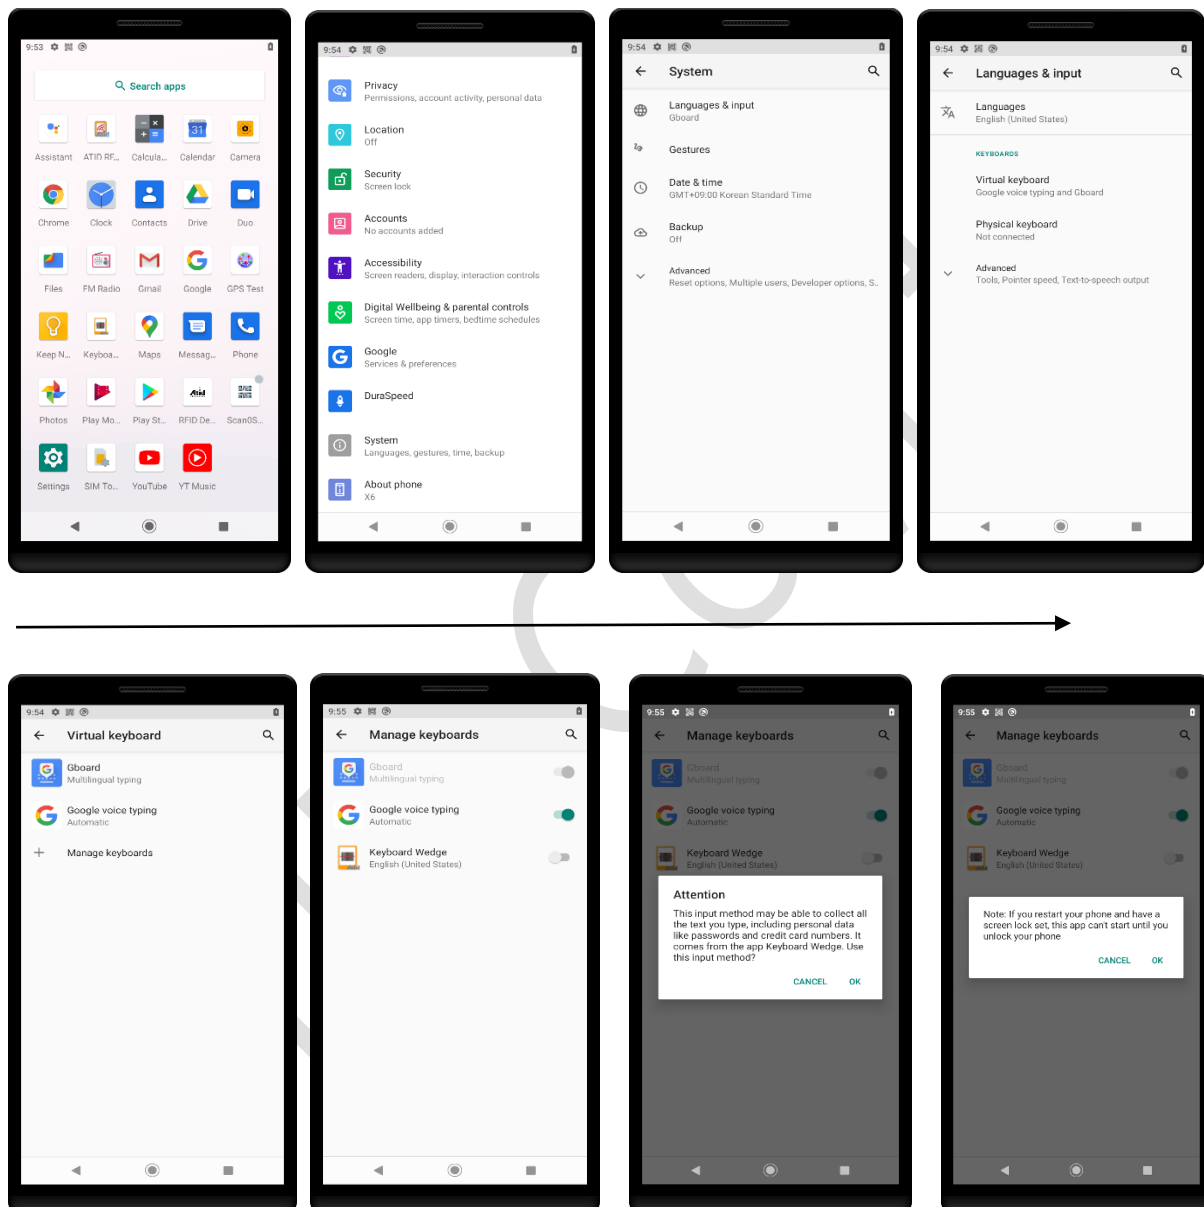 9:53
Search apps
Assistant ATID RF... Calcula... Calendar Camera
31
Chrome Clock Contacts Drive Duo
Files FM Radio Gmail Google GPS Test
Keep N... Keyboa... Maps Messag... Phone
Photos Play Mo... Play St... RFID De... ScanOS...
Settings SIM To... YouTube YT Music
9:54
Privacy
Permissions, account activity, personal data
Location
Off
Security
Screen lock
Accounts
No accounts added
Accessibility
Screen readers, display, interaction controls
Digital Wellbeing & parental controls
Screen time, app timers, bedtime schedules
Google
Services & preferences
DuraSpeed
System
Languages, gestures, time, backup
About phone
X6
9:54
System
Languages & input
Gboard
Gestures
Date & time
GMT+09:00 Korean Standard Time
Backup
Off
Advanced
Reset options, Multiple users, Developer options, S..
9:54
Languages & input
Languages
English (United States)
KEYBOARDS
Virtual keyboard
Google voice typing and Gboard
Physical keyboard
Not connected
Advanced
Tools, Pointer speed, Text-to-speech output
9:54
Virtual keyboard
Gboard
Multilingual typing
Google voice typing
Automatic
Manage keyboards
9:55
Manage keyboards
Gboard
Multilingual typing
Google voice typing
Automatic
Keyboard Wedge
English (United States)
9:55
Manage keyboards
Gboard
Multilingual typing
Google voice typing
Automatic
Keyboard Wedge
English (United States)
Attention
This input method may be able to collect all
the text you type, including personal data
like passwords and credit card numbers. It
comes from the app Keyboard Wedge. Use
this input method?
CANCEL OK
9:55
Manage keyboards
Gboard
Multilingual typing
Google voice typing
Automatic
Keyboard Wedge
English (United States)
Note: If you restart your phone and have a
screen lock set, this app can't start until you
unlock your phone
CANCEL OK